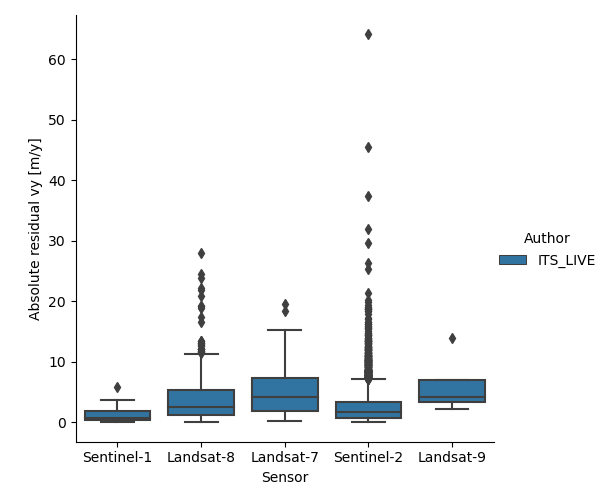 60
50
40
30
20
10
0
Absolute residual vy [m/y]
Sentinel-1 Landsat-8 Landsat-7 Sentinel-2 Landsat-9
Sensor
Author
ITS_LIVE